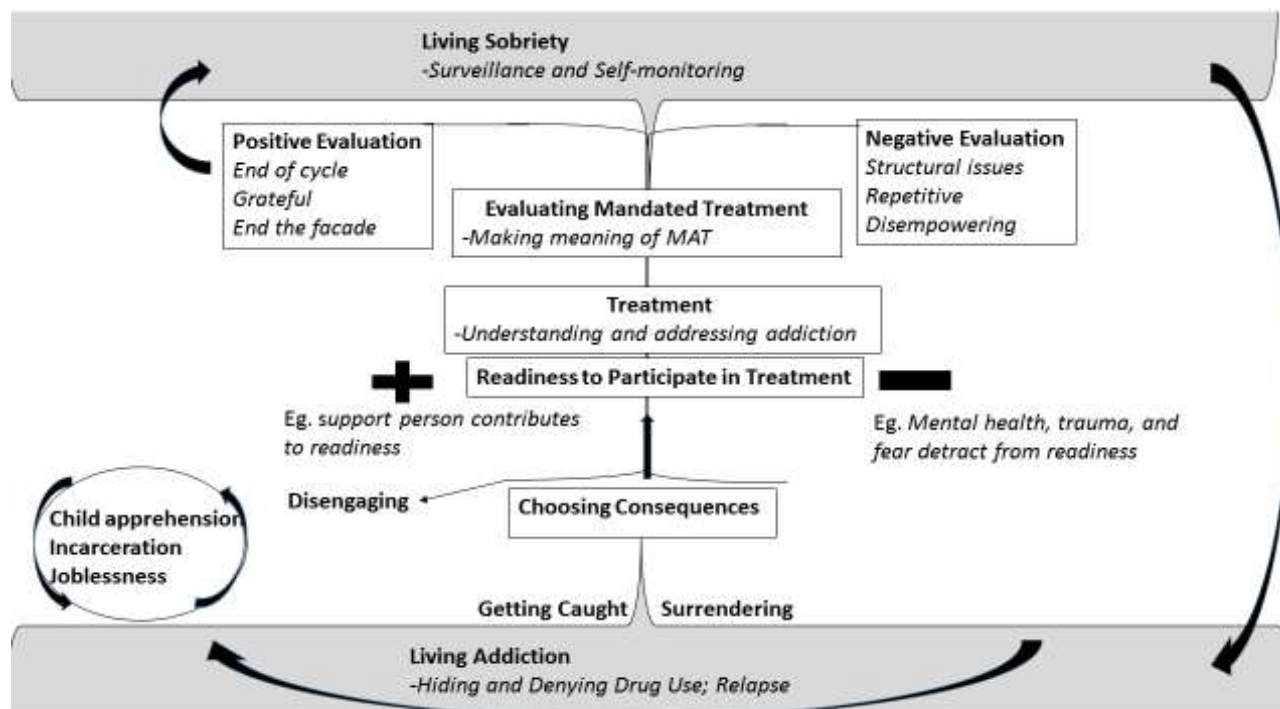 Living Sobriety
-Surveillance and Self-monitoring
Positive Evaluation
End of cycle
Grateful
End the facade
Negative Evaluation
Structural issues
Repetitive
Disempowering
Evaluating Mandated Treatment
-Making meaning of MAT
Treatment
-Understanding and addressing addiction
Readiness to Participate in Treatment
Eg. support person contributes
to readiness
Eg. Mental health, trauma, and
fear detract from readiness
Disengaging
Choosing Consequences
Child apprehension
Incarceration
Joblessness
Getting Caught
Surrendering
Living Addiction
-Hiding and Denying Drug Use; Relapse